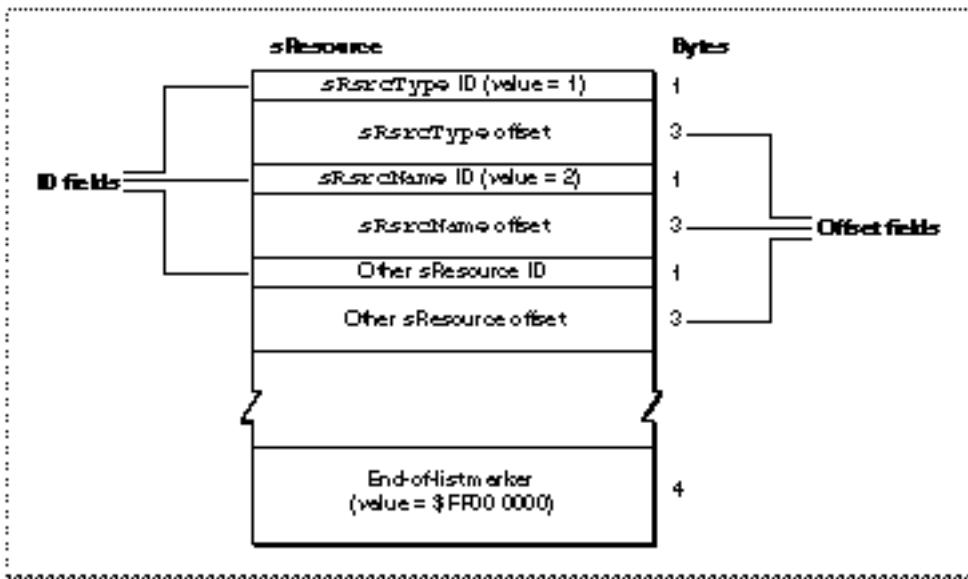 sResource Bytes
sRsrcType ID (value = 1) 1
sRsrcType offset 3
ID fields
sRsrcName ID (value = 2) 1
sRsrcName offset 3
Offset fields
Other sResource ID 1
Other sResource offset 3
End-of-list marker
(value = $FF00 0000) 4